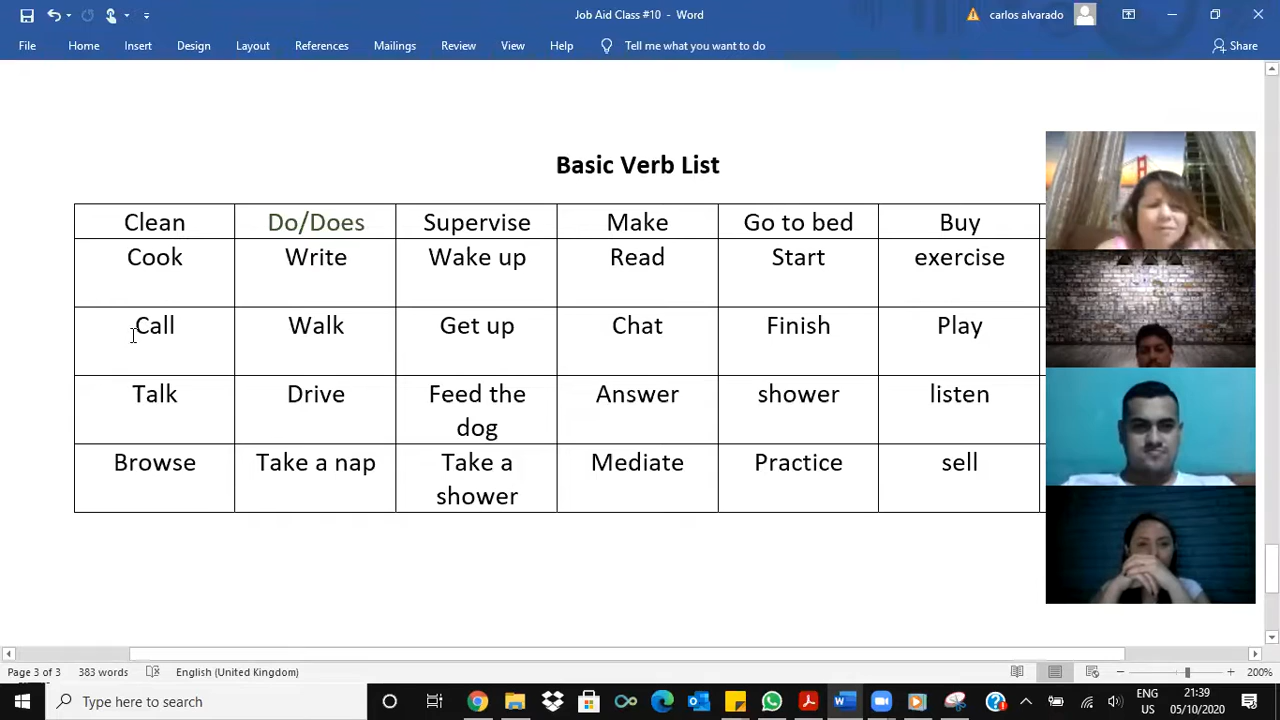 Job Aid Class #10 - Word
carlos alvarado
File Home Insert Design Layout References Mailings Review View Help Tell me what you want to do Share
Basic Verb List
Clean Do/Does Supervise Make Go to bed Buy
Cook Write Wake up Read Start exercise
Call Walk Get up Chat Finish Play
Talk Drive Feed the dog Answer shower listen
Browse Take a nap Take a shower Mediate Practice sell
Page 3 of 3 383 words English (United Kingdom) 200%
Type here to search
ENG 21:39
US 05/10/2020